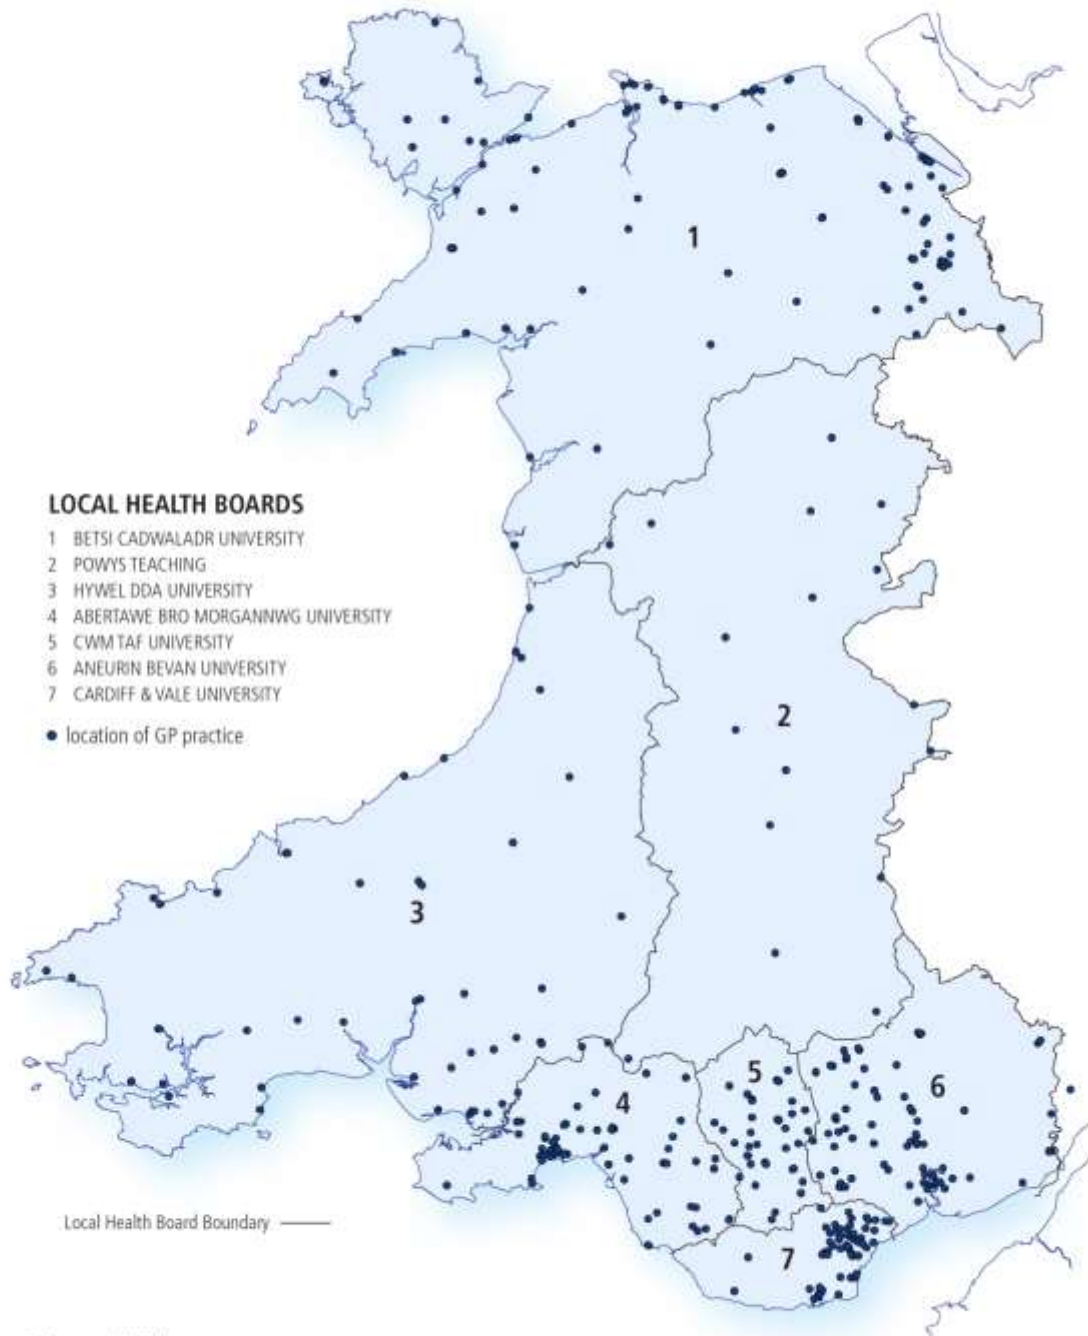 1
LOCAL HEALTH BOARDS
1 BETSI CADWALADR UNIVERSITY
2 POWYS TEACHING
3 HYWEL DDA UNIVERSITY
4 ABERTAWE BRO MORGANNWG UNIVERSITY
5 CWM TAF UNIVERSITY
6 ANEURIN BEVAN UNIVERSITY
7 CARDIFF & VALE UNIVERSITY
location of GP practice
2
3
5
6
4
Local Health Board Boundary
7